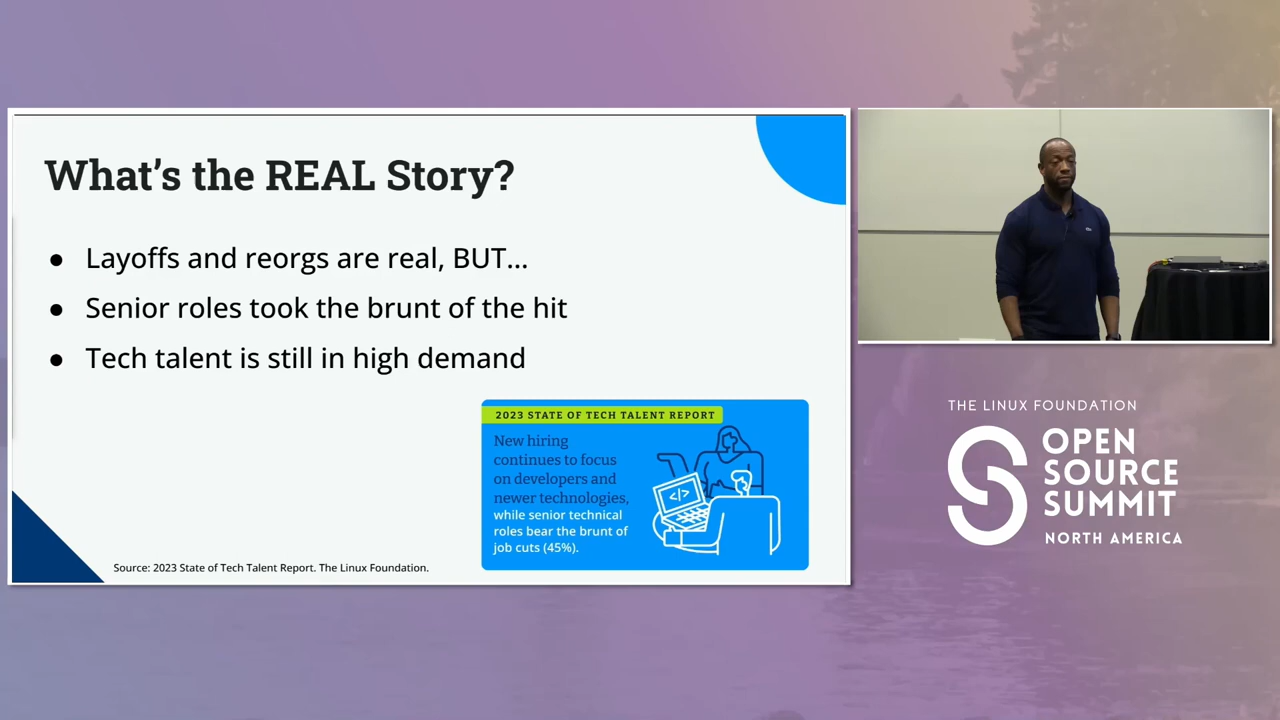 What's the REAL Story?
● Layoffs and reorgs are real, BUT...
● Senior roles took the brunt of the hit
● Tech talent is still in high demand
2023 STATE OF TECH TALENT REPORT
New hiring
continues to focus
on developers and
newer technologies,
while senior technical
roles bear the brunt of
job cuts (45%).
</>
Source: 2023 State of Tech Talent Report. The Linux Foundation.
THE LINUX FOUNDATION
OPEN
SOURCE
SUMMIT
NORTH AMERICA